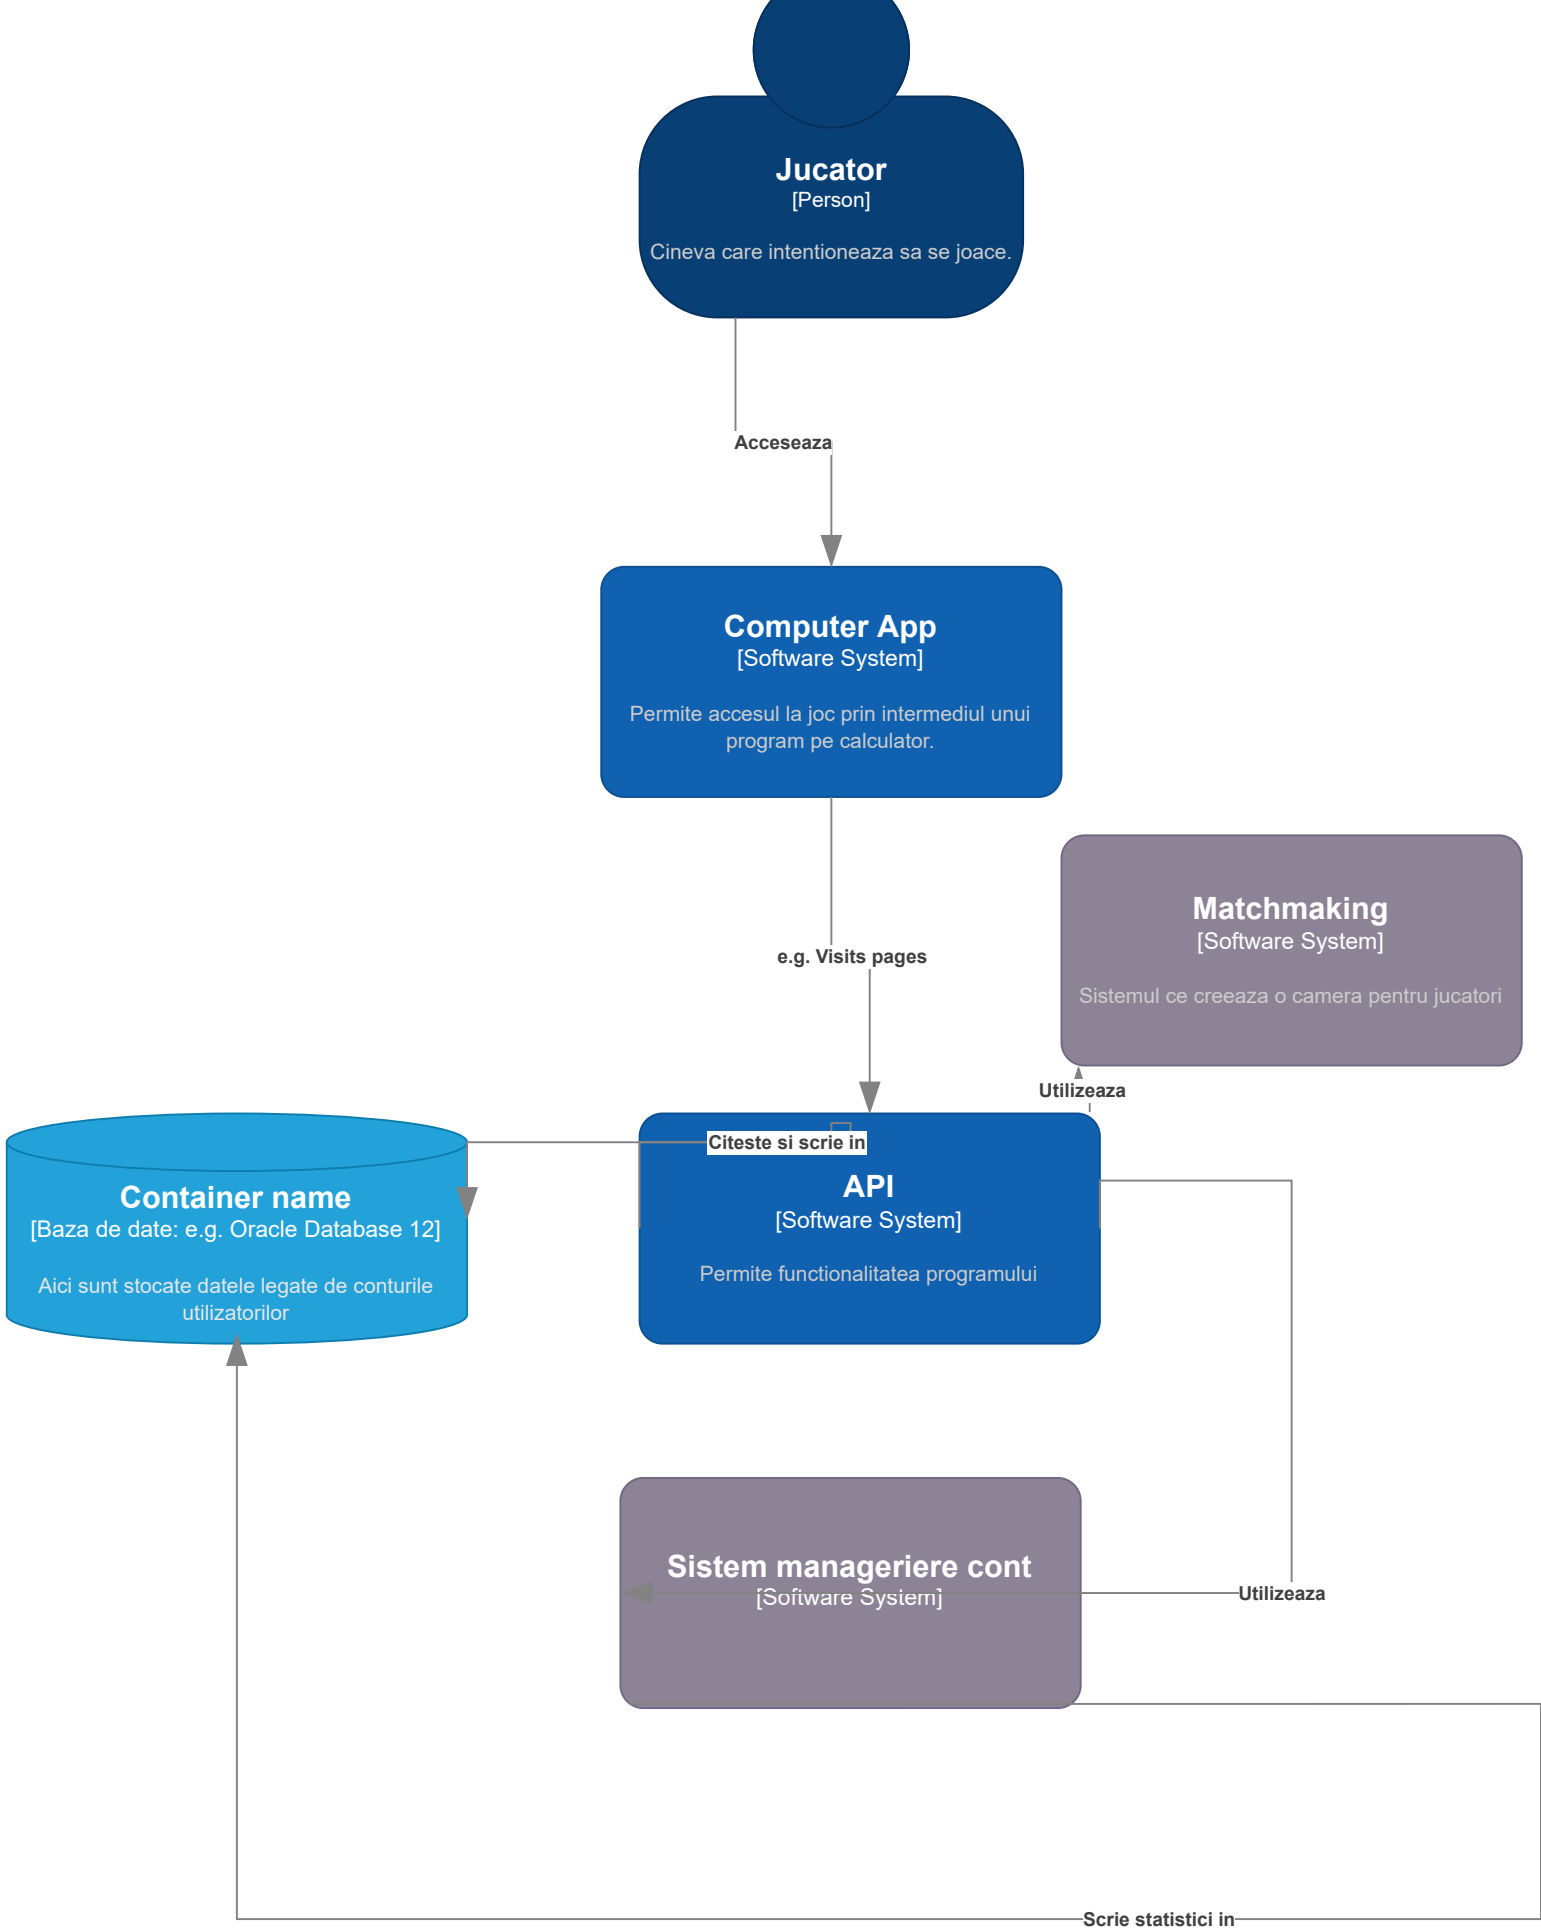 Jucator
[Person]
Cineva care intentioneaza sa se joace.
Acceseaza
Computer App
[Software System]
Permite accesul la joc prin intermediul unui
program pe calculator.
e.g. Visits pages
Matchmaking
[Software System]
Sistemul ce creeaza o camera pentru jucatori
Utilizeaza
Citeste si scrie in
Container name
[Baza de date: e.g. Oracle Database 12]
Aici sunt stocate datele legate de conturile
utilizatorilor
API
[Software System]
Permite functionalitatea programului
Sistem manageriere cont
[Software System]
Utilizeaza
Scrie statistici in